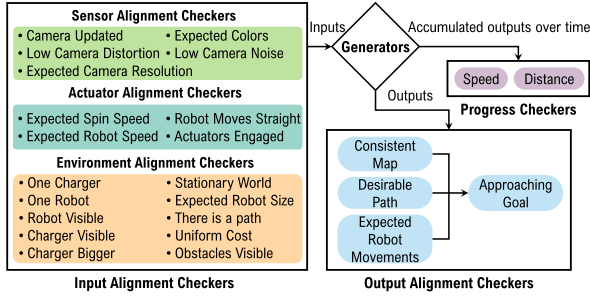 Sensor Alignment Checkers
• Camera Updated
• Expected Colors
• Low Camera Distortion
• Low Camera Noise
• Expected Camera Resolution
Actuator Alignment Checkers
• Expected Spin Speed
• Robot Moves Straight
• Expected Robot Speed
• Actuators Engaged
Environment Alignment Checkers
• One Charger
• One Robot
• Robot Visible
• Charger Visible
• Charger Bigger
• Stationary World
• Expected Robot Size
• There is a path
• Uniform Cost
• Obstacles Visible
Input Alignment Checkers
Inputs
Generators
Accumulated outputs over time
Speed
Distance
Progress Checkers
Outputs
Consistent
Map
Desirable
Path
Expected
Robot
Movements
Approaching
Goal
Output Alignment Checkers